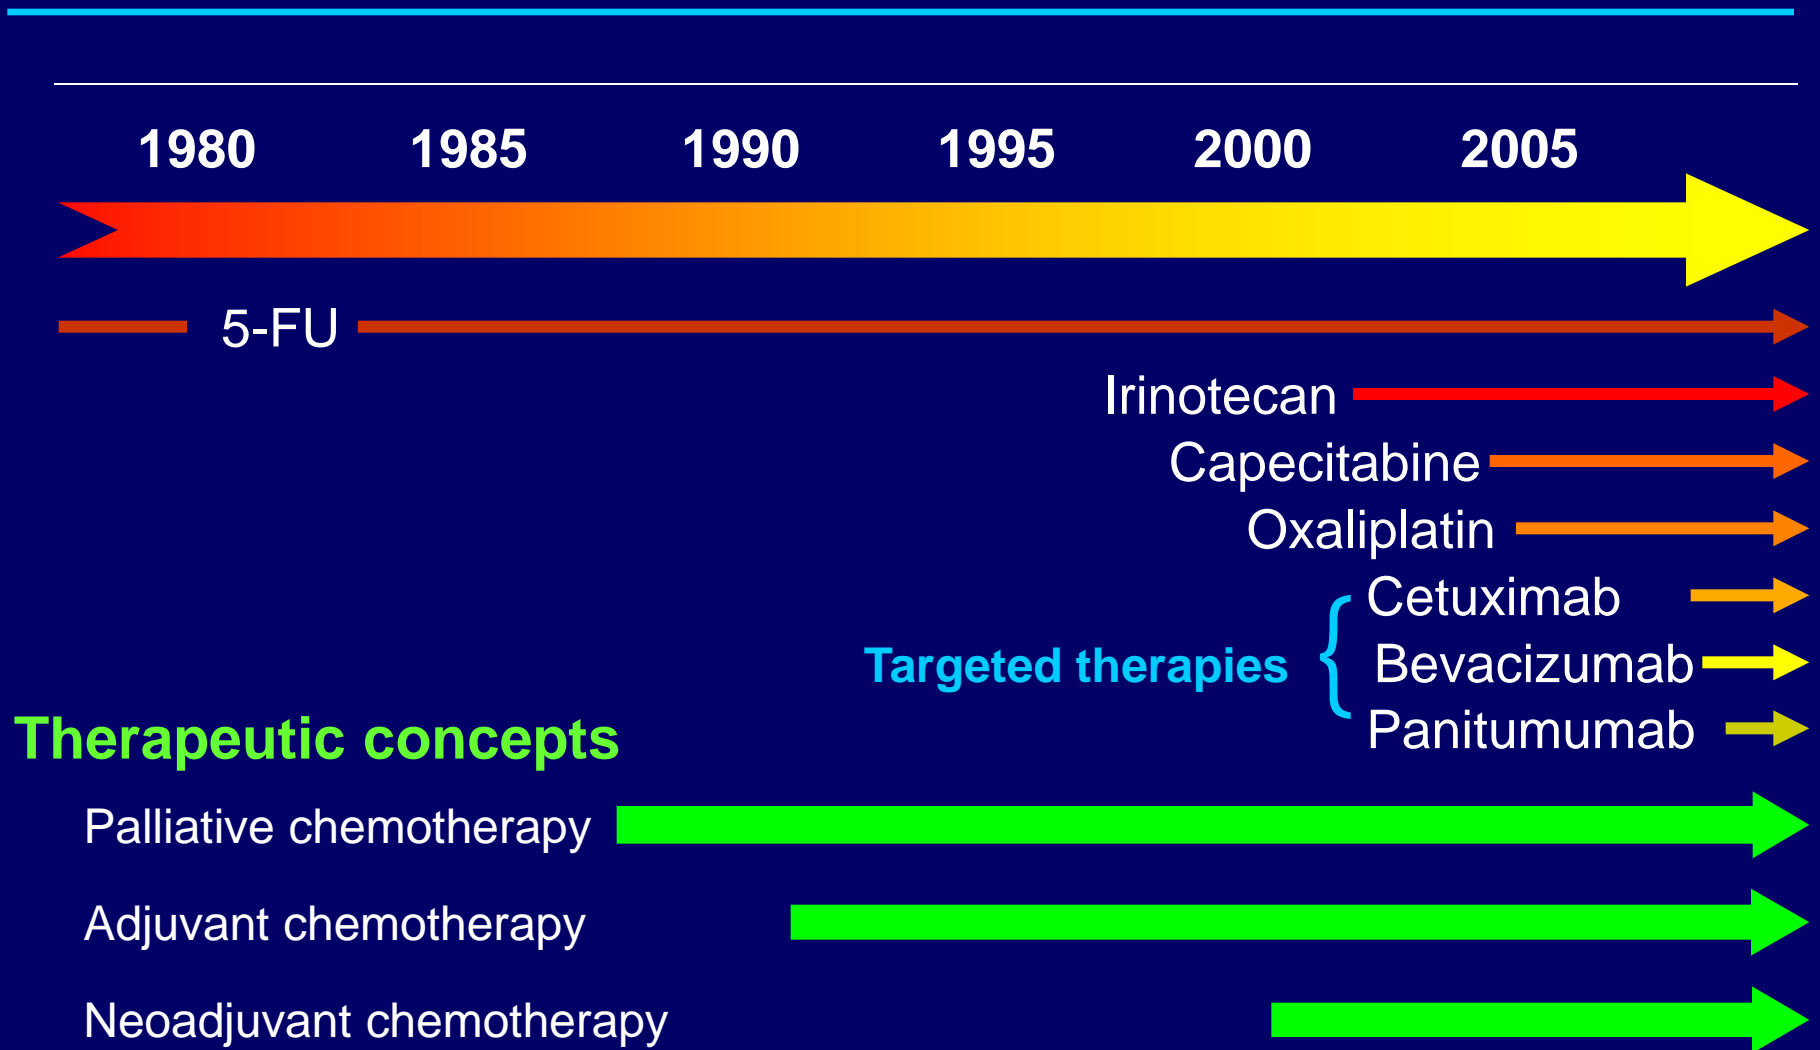 1980 1985 1990 1995 2000 2005
5-FU
Irinotecan
Capecitabine
Oxaliplatin
Cetuximab
Targeted therapies { Bevacizumab
Panitumumab
Therapeutic concepts
Palliative chemotherapy
Adjuvant chemotherapy
Neoadjuvant chemotherapy